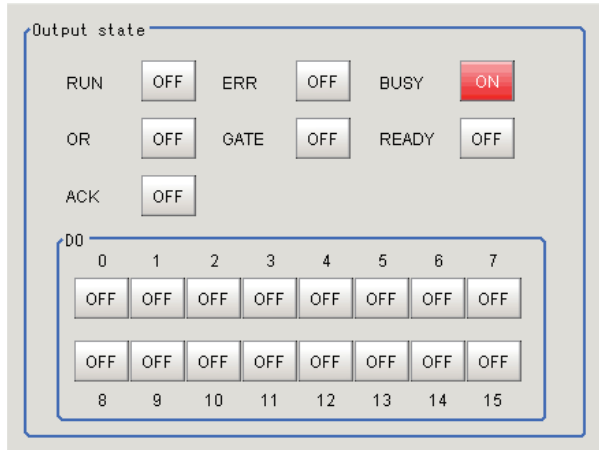 Output state
RUN OFF ERR OFF BUSY ON
OR OFF GATE OFF READY OFF
ACK OFF
DO
0 1 2 3 4 5 6 7
OFF OFF OFF OFF OFF OFF OFF OFF
OFF OFF OFF OFF OFF OFF OFF OFF
8 9 10 11 12 13 14 15